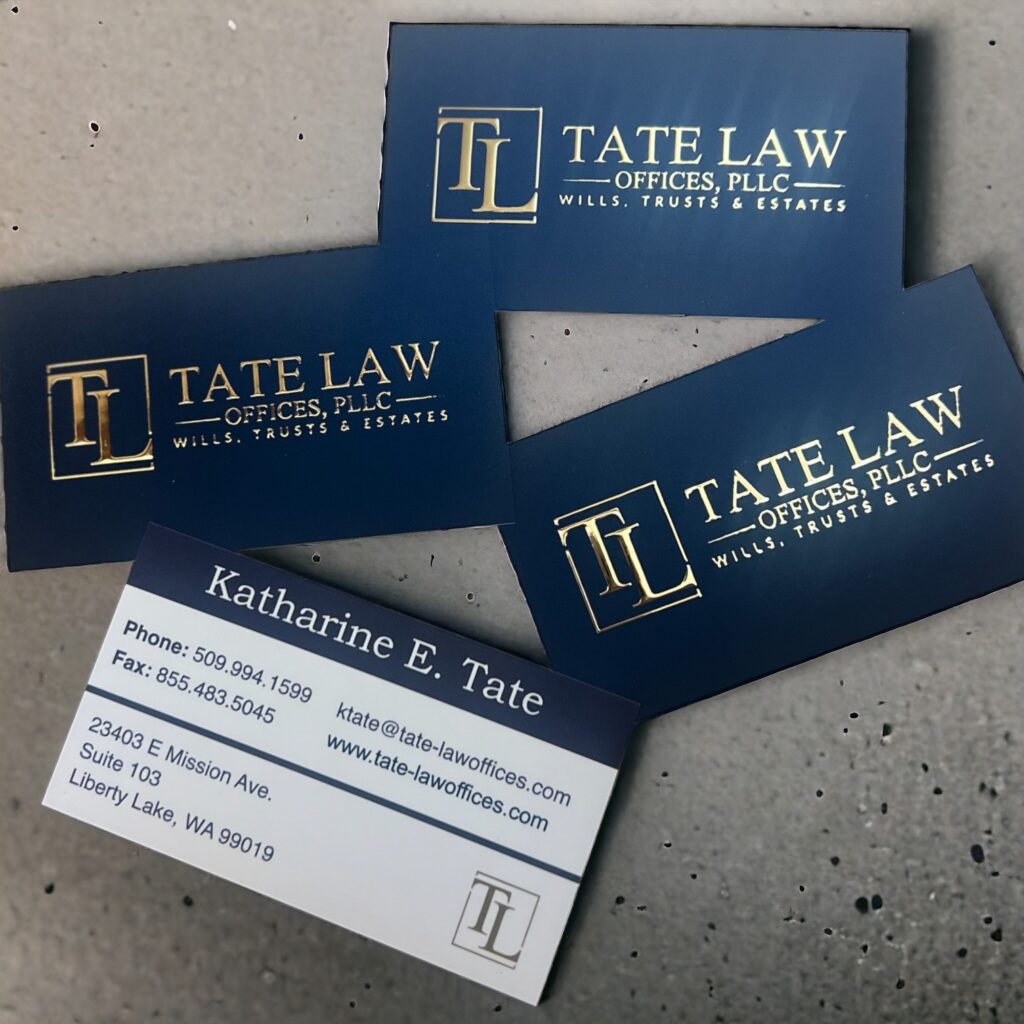 TL
TATE LAW
OFFICES, PLLC
WILLS, TRUSTS & ESTATES
TL
TATE LAW
OFFICES, PLLC
WILLS, TRUSTS & ESTATES
TL
TATE LAW
OFFICES, PLLC
WILLS, TRUSTS & ESTATES
Katharine E. Tate
Phone: 509.994.1599
Fax: 855.483.5045
ktate@tate-lawoffices.com
www.tate-lawoffices.com
23403 E Mission Ave.
Suite 103
Liberty Lake, WA 99019
TL